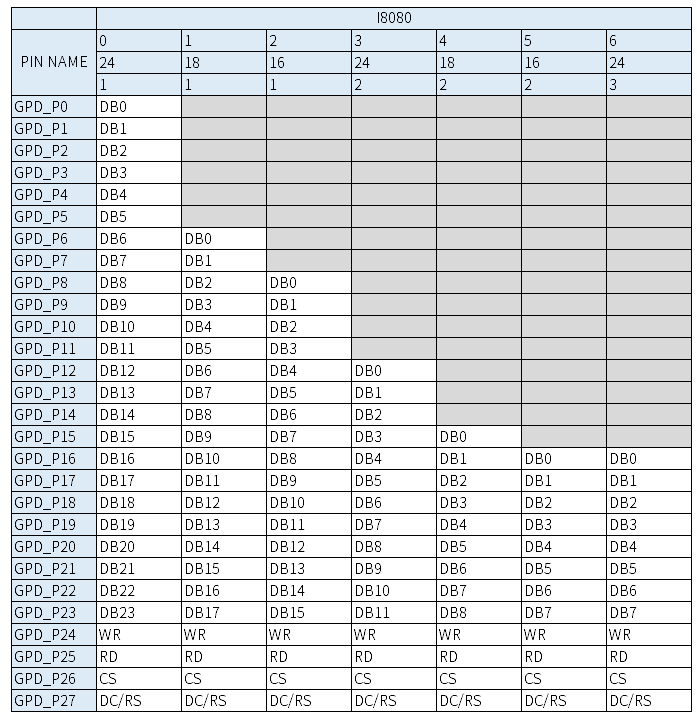 I8080
PIN NAME
0 1 2 3 4 5 6
24 18 16 24 18 16 24
1 1 1 2 2 2 3
GPD_P0 DB0
GPD_P1 DB1
GPD_P2 DB2
GPD_P3 DB3
GPD_P4 DB4
GPD_P5 DB5
GPD_P6 DB6 DB0
GPD_P7 DB7 DB1
GPD_P8 DB8 DB2 DB0
GPD_P9 DB9 DB3 DB1
GPD_P10 DB10 DB4 DB2
GPD_P11 DB11 DB5 DB3
GPD_P12 DB12 DB6 DB4 DB0
GPD_P13 DB13 DB7 DB5 DB1
GPD_P14 DB14 DB8 DB6 DB2
GPD_P15 DB15 DB9 DB7 DB3 DB0
GPD_P16 DB16 DB10 DB8 DB4 DB1 DB0 DB0
GPD_P17 DB17 DB11 DB9 DB5 DB2 DB1 DB1
GPD_P18 DB18 DB12 DB10 DB6 DB3 DB2 DB2
GPD_P19 DB19 DB13 DB11 DB7 DB4 DB3 DB3
GPD_P20 DB20 DB14 DB12 DB8 DB5 DB4 DB4
GPD_P21 DB21 DB15 DB13 DB9 DB6 DB5 DB5
GPD_P22 DB22 DB16 DB14 DB10 DB7 DB6 DB6
GPD_P23 DB23 DB17 DB15 DB11 DB8 DB7 DB7
GPD_P24 WR WR WR WR WR WR WR
GPD_P25 RD RD RD RD RD RD RD
GPD_P26 CS CS CS CS CS CS CS
GPD_P27 DC/RS DC/RS DC/RS DC/RS DC/RS DC/RS DC/RS